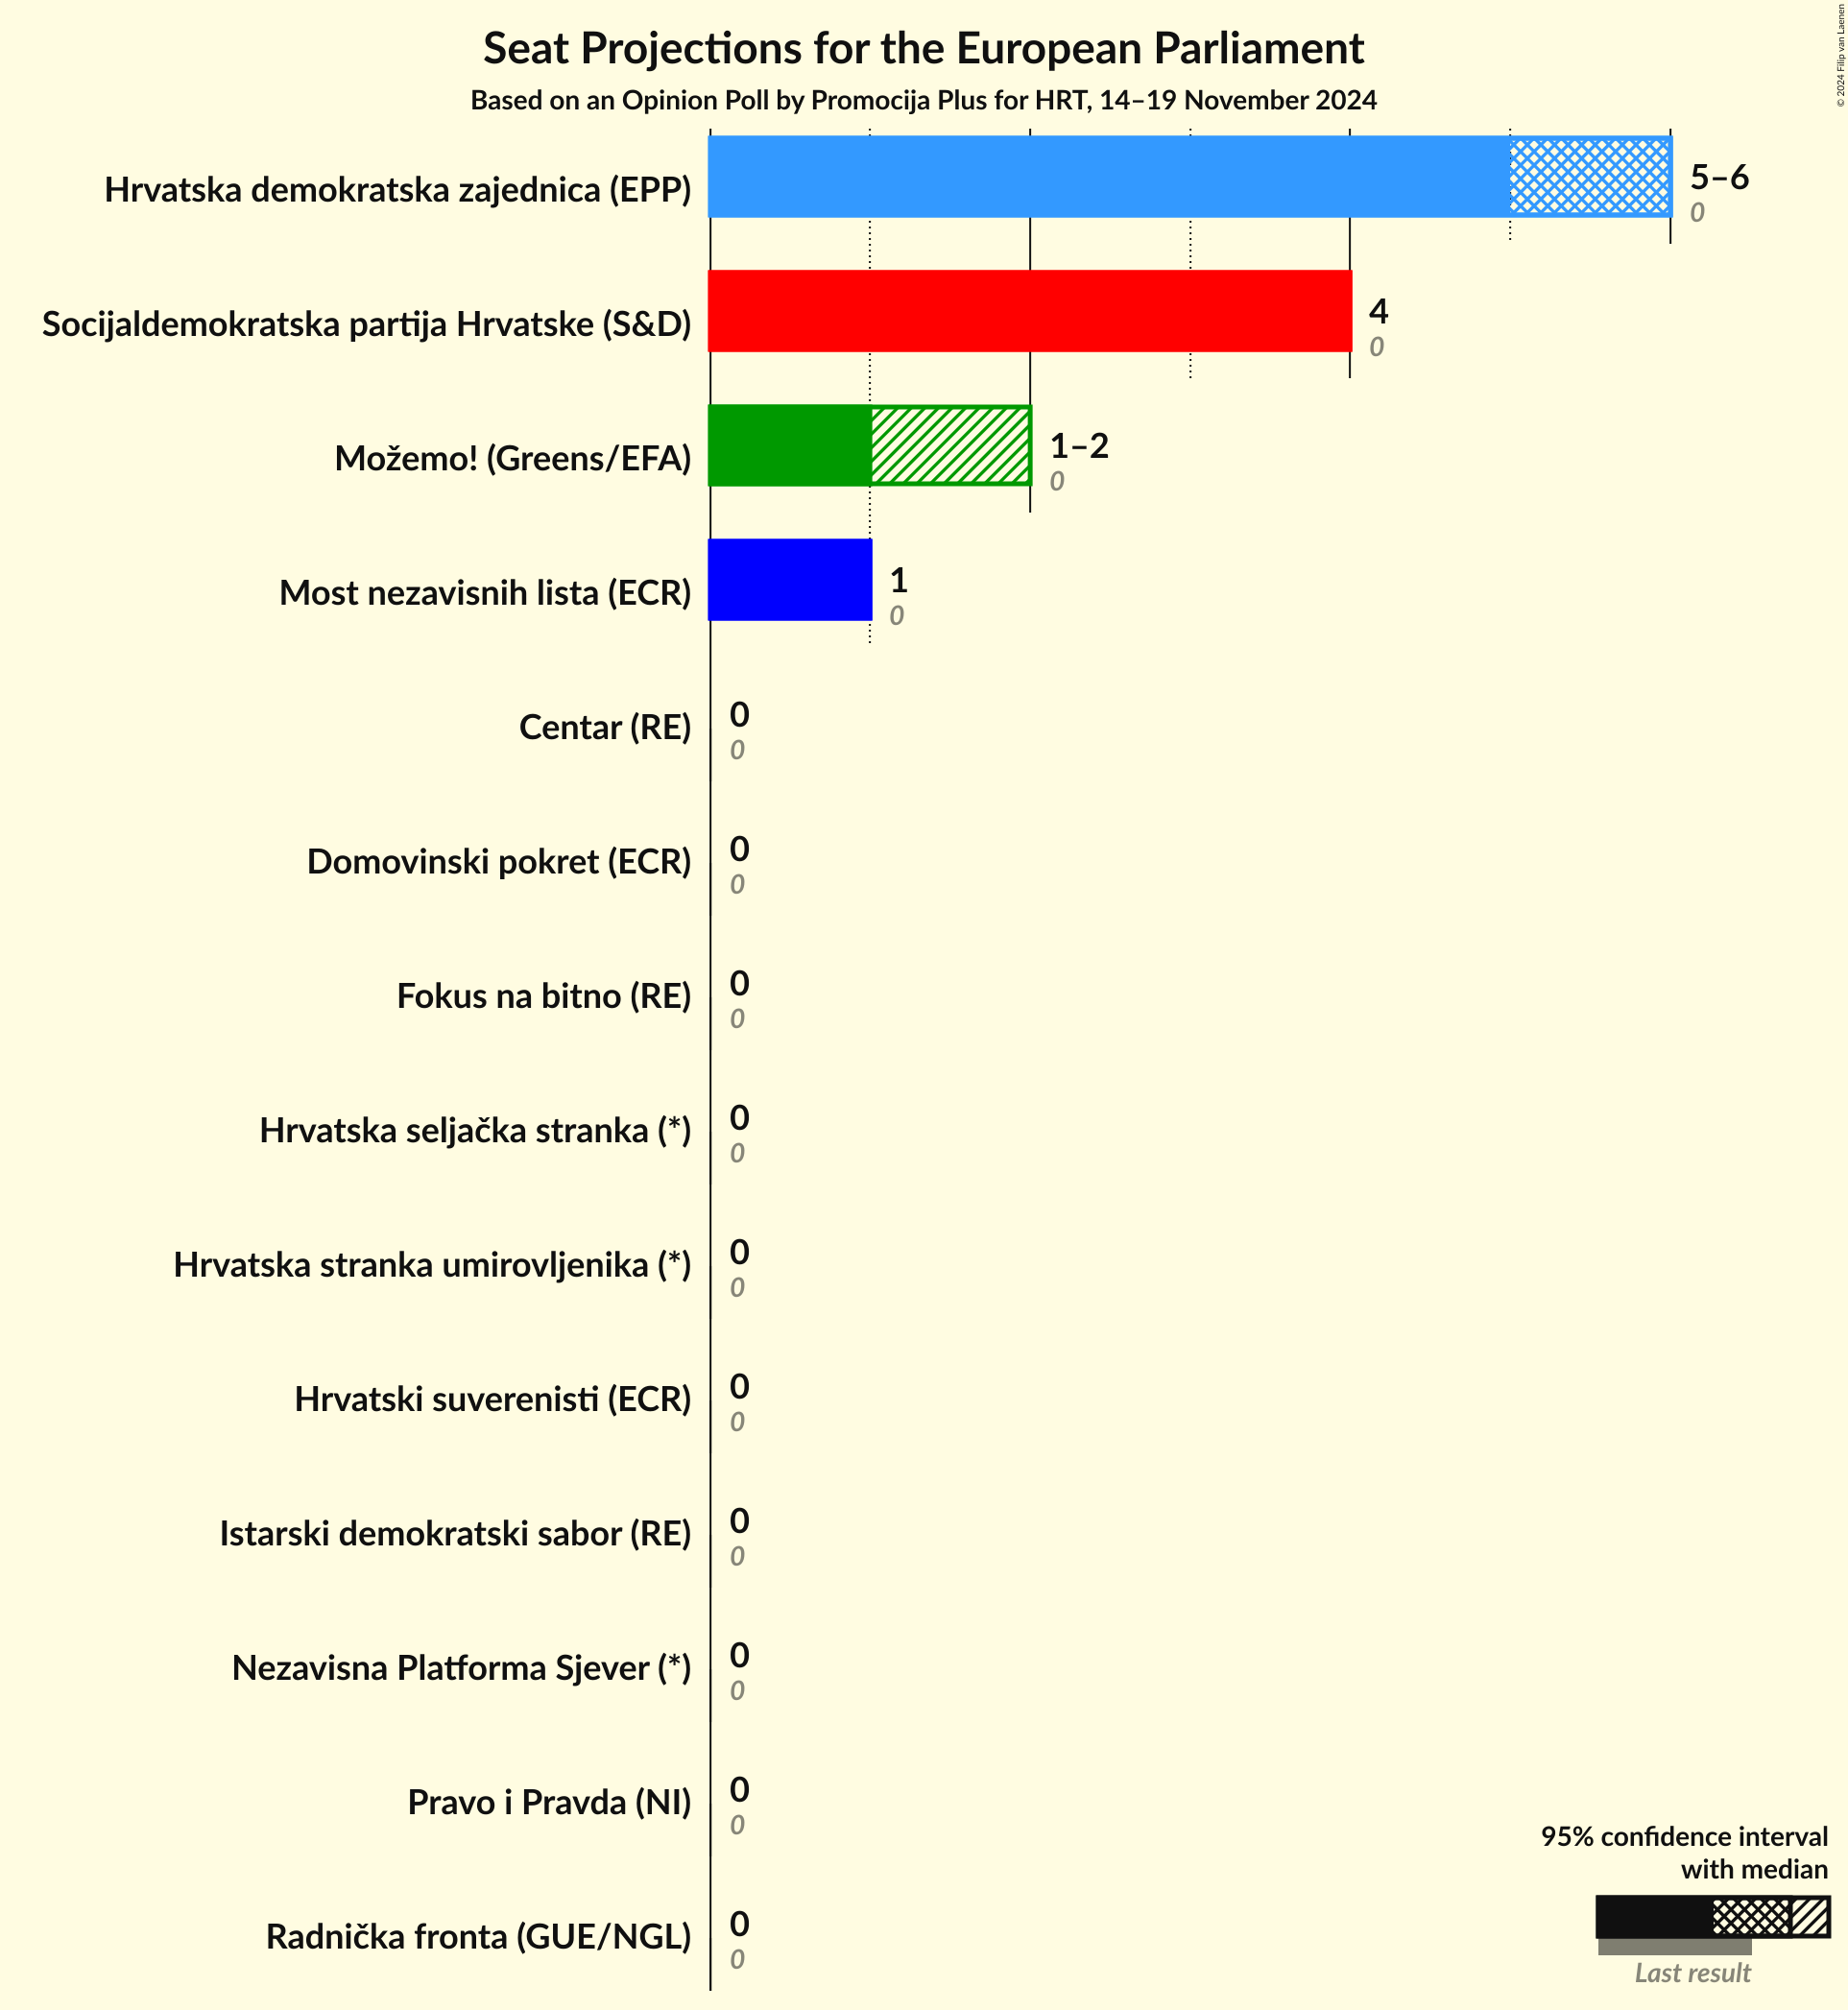 Seat Projections for the European Parliament
Based on an Opinion Poll by Promocija Plus for HRT, 14–19 November 2024
© 2024 Filip van Laenen
Hrvatska demokratska zajednica (EPP)
5–6
0
Socijaldemokratska partija Hrvatske (S&D)
4
0
Možemo! (Greens/EFA)
1–2
0
Most nezavisnih lista (ECR)
1
0
Centar (RE)
0
0
Domovinski pokret (ECR)
0
0
Fokus na bitno (RE)
0
0
Hrvatska seljačka stranka (*)
0
0
Hrvatska stranka umirovljenika (*)
0
0
Hrvatski suverenisti (ECR)
0
0
Istarski demokratski sabor (RE)
0
0
Nezavisna Platforma Sjever (*)
0
0
Pravo i Pravda (NI)
0
0
Radnička fronta (GUE/NGL)
0
0
95% confidence interval
with median
Last result